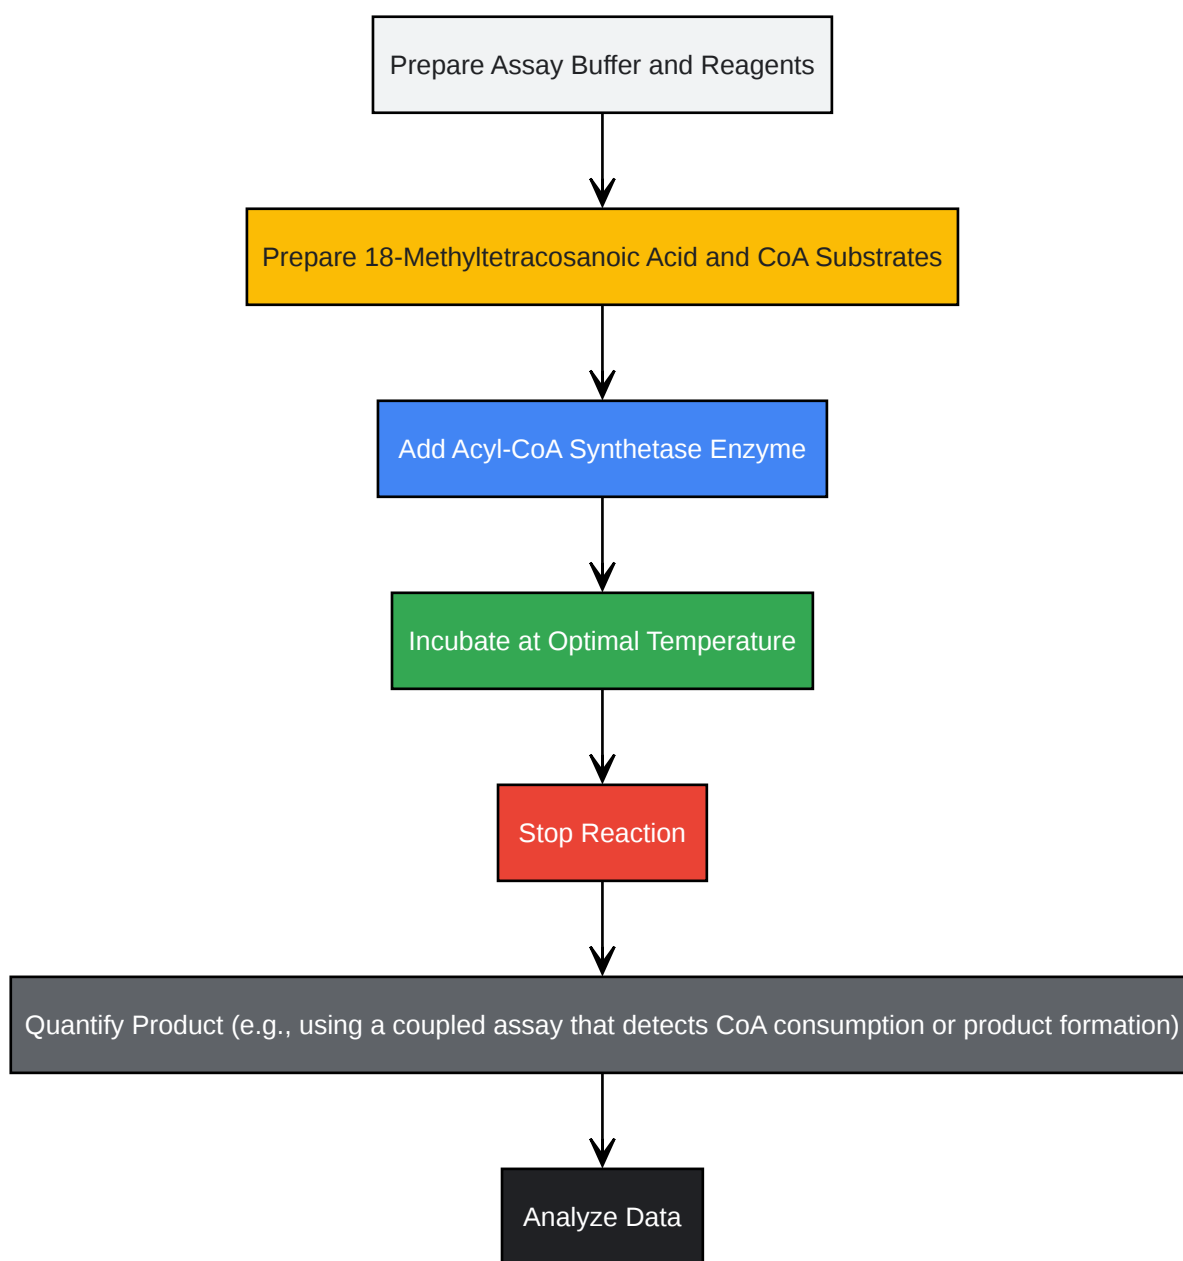 Prepare Assay Buffer and Reagents
Prepare 18-Methyltetracosanoic Acid and CoA Substrates
Add Acyl-CoA Synthetase Enzyme
Incubate at Optimal Temperature
Stop Reaction
Quantify Product (e.g., using a coupled assay that detects CoA consumption or product formation)
Analyze Data